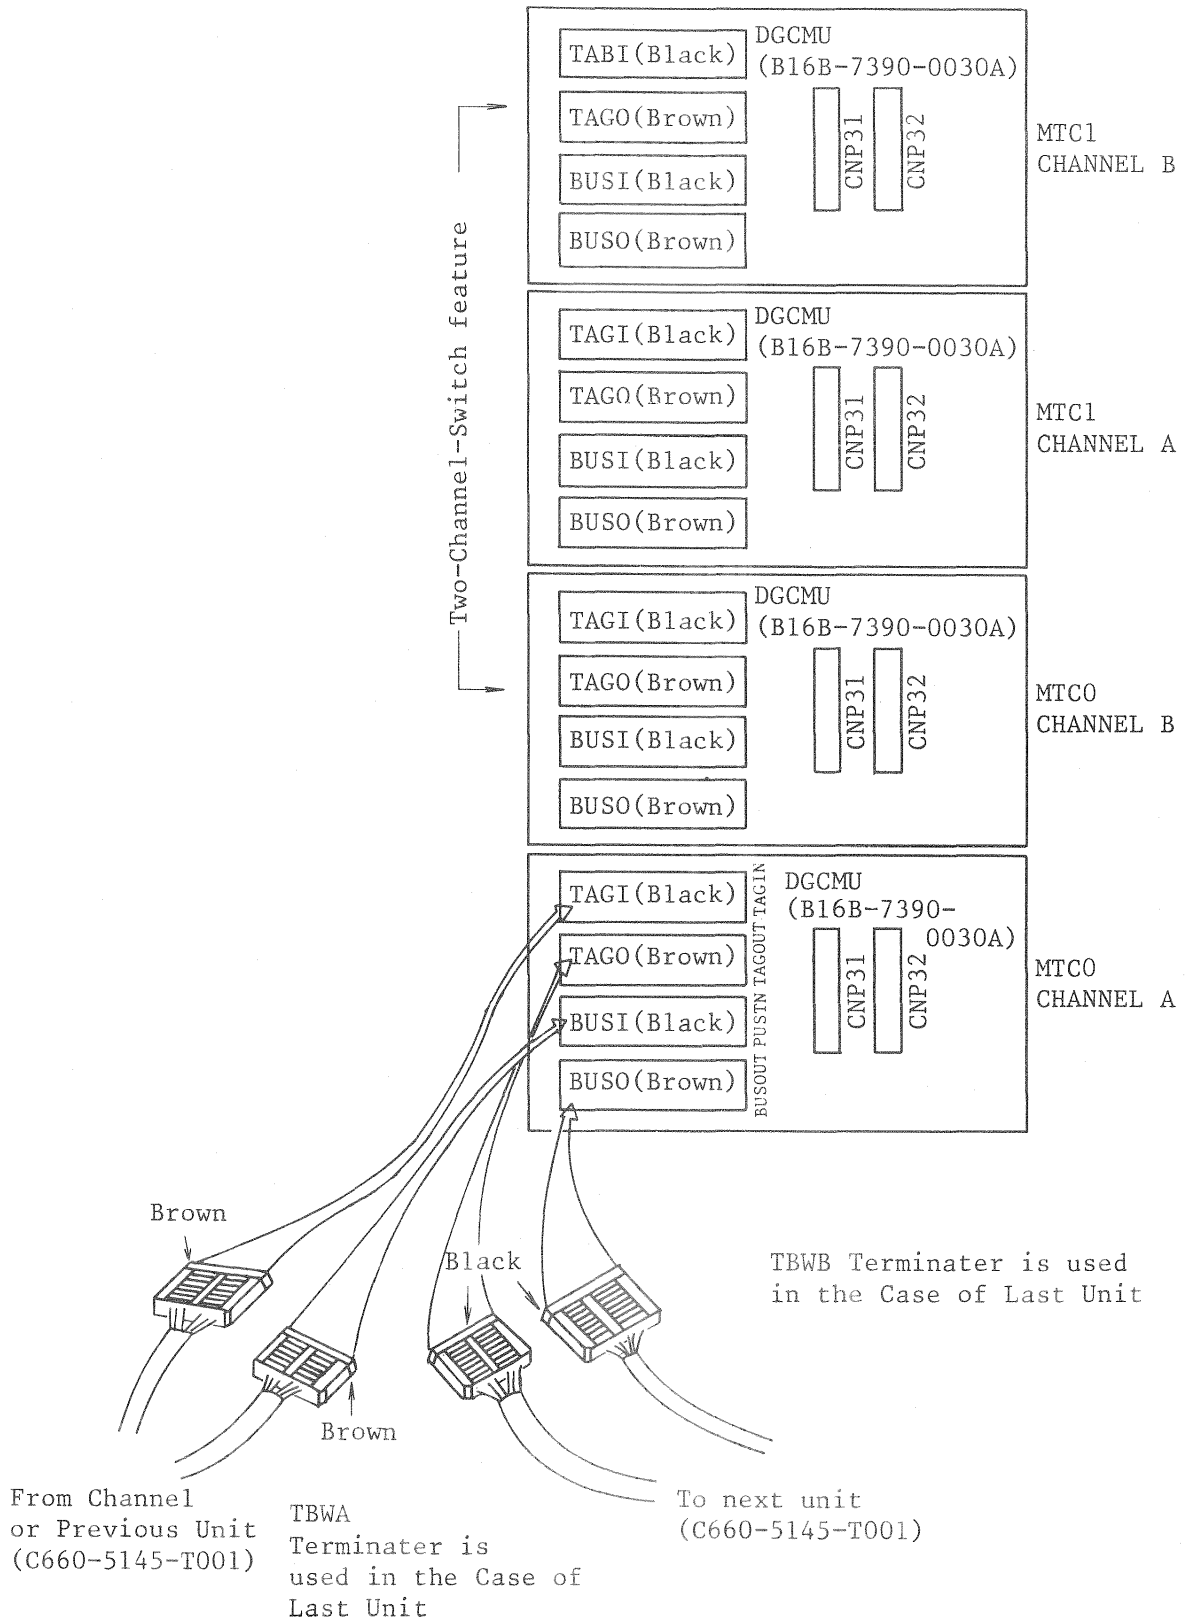 TABI(Black)
TAGO(Brown)
BUSI(Black)
BUSO(Brown)
DGCMU
(B16B-7390-0030A)
CNP31
CNP32
MTC1
CHANNEL B
Two-Channel-Switch feature
TAGI(Black)
TAGO(Brown)
BUSI(Black)
BUSO(Brown)
DGCMU
(B16B-7390-0030A)
CNP31
CNP32
MTC1
CHANNEL A
TAGI(Black)
TAGO(Brown)
BUSI(Black)
BUSO(Brown)
DGCMU
(B16B-7390-0030A)
CNP31
CNP32
MTC0
CHANNEL B
TAGI(Black)
TAGO(Brown)
BUSI(Black)
BUSO(Brown)
BUSOUT PUSTN TAGOUT TAGIN
DGCMU
(B16B-7390-
0030A)
CNP31
CNP32
MTC0
CHANNEL A
Brown
Black
TBWB Terminater is used
in the Case of Last Unit
Brown
From Channel
or Previous Unit
(C660-5145-T001)
TBWA
Terminater is
used in the Case of
Last Unit
To next unit
(C660-5145-T001)